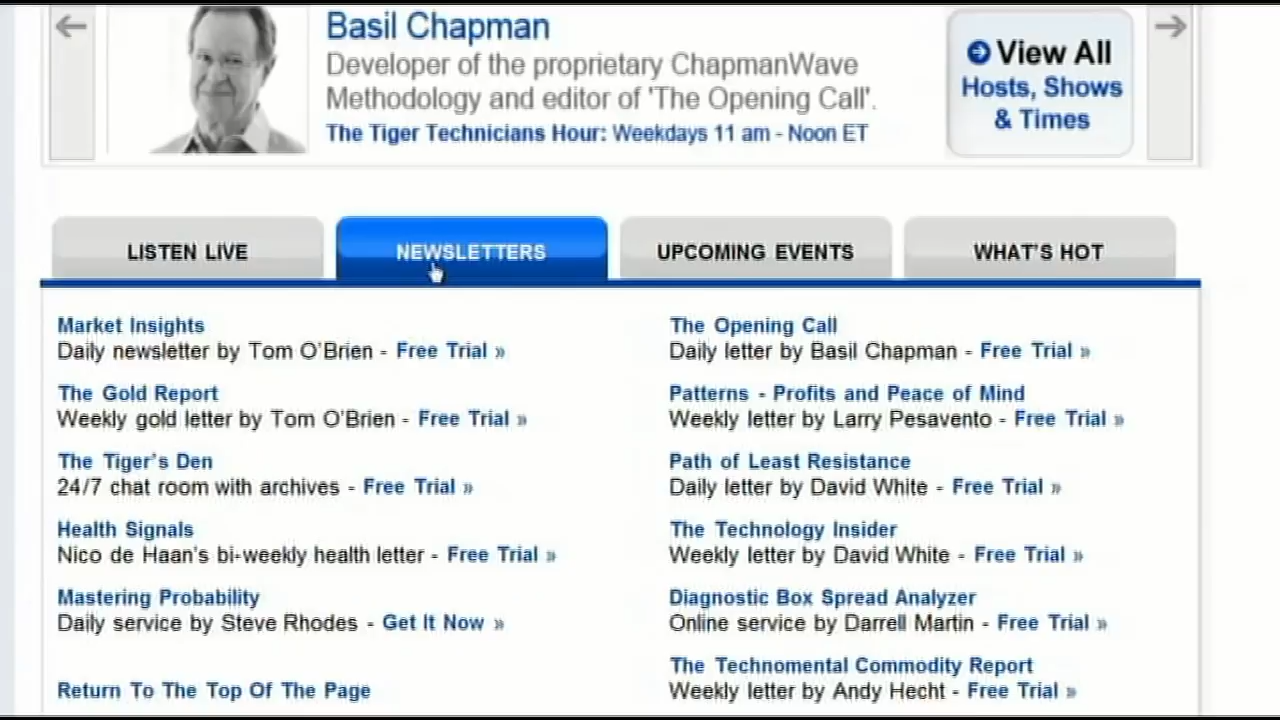 Basil Chapman
Developer of the proprietary ChapmanWave
Methodology and editor of 'The Opening Call'.
The Tiger Technicians Hour: Weekdays 11 am - Noon ET
View All
Hosts, Shows
& Times
LISTEN LIVE
NEWSLETTERS
UPCOMING EVENTS
WHAT'S HOT
Market Insights
Daily newsletter by Tom O'Brien - Free Trial »
The Gold Report
Weekly gold letter by Tom O'Brien - Free Trial »
The Tiger's Den
24/7 chat room with archives - Free Trial »
Health Signals
Nico de Haan's bi-weekly health letter - Free Trial »
Mastering Probability
Daily service by Steve Rhodes - Get It Now »
Return To The Top Of The Page
The Opening Call
Daily letter by Basil Chapman - Free Trial »
Patterns - Profits and Peace of Mind
Weekly letter by Larry Pesavento - Free Trial »
Path of Least Resistance
Daily letter by David White - Free Trial »
The Technology Insider
Weekly letter by David White - Free Trial »
Diagnostic Box Spread Analyzer
Online service by Darrell Martin - Free Trial »
The Technomental Commodity Report
Weekly letter by Andy Hecht - Free Trial »